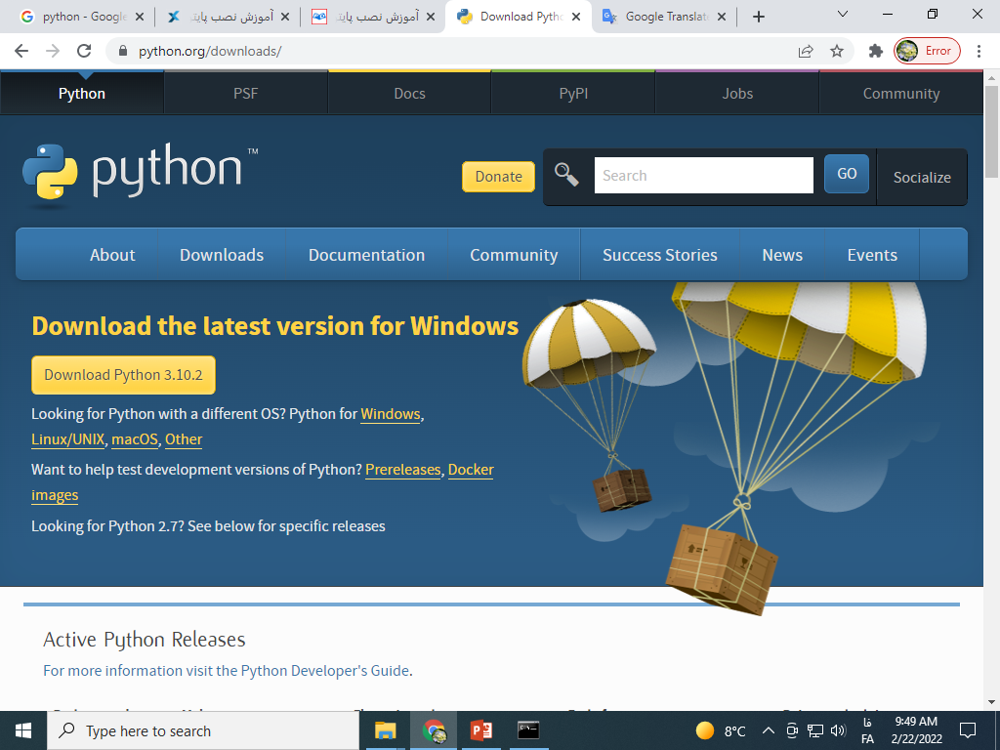 python - Google
آموزش نصب پایت
آموزش نصب پایت
Download Pytho
Google Translat
python.org/downloads/
Error
Python
PSF
Docs
PyPI
Jobs
Community
python™
Donate
Search
GO
Socialize
About
Downloads
Documentation
Community
Success Stories
News
Events
Download the latest version for Windows
Download Python 3.10.2
Looking for Python with a different OS? Python for Windows,
Linux/UNIX, macOS, Other
Want to help test development versions of Python? Prereleases, Docker
images
Looking for Python 2.7? See below for specific releases
Active Python Releases
For more information visit the Python Developer's Guide.
Type here to search
8°C
فا
FA
9:49 AM
2/22/2022